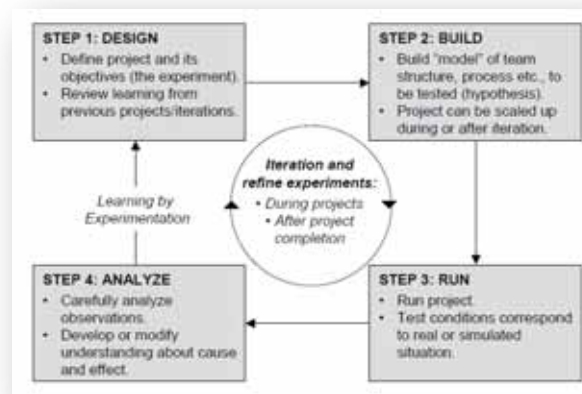 STEP 1: DESIGN
• Define project and its
objectives (the experiment).
• Review learning from
previous projects/iterations.
STEP 2: BUILD
• Build "model" of team
structure, process etc., to
be tested (hypothesis).
• Project can be scaled up
during or after iteration.
Iteration and
refine experiments:
• During projects
• After project
completion
Learning by
Experimentation
STEP 4: ANALYZE
• Carefully analyze
observations.
• Develop or modify
understanding about cause
and effect.
STEP 3: RUN
• Run project.
• Test conditions correspond
to real or simulated
situation.